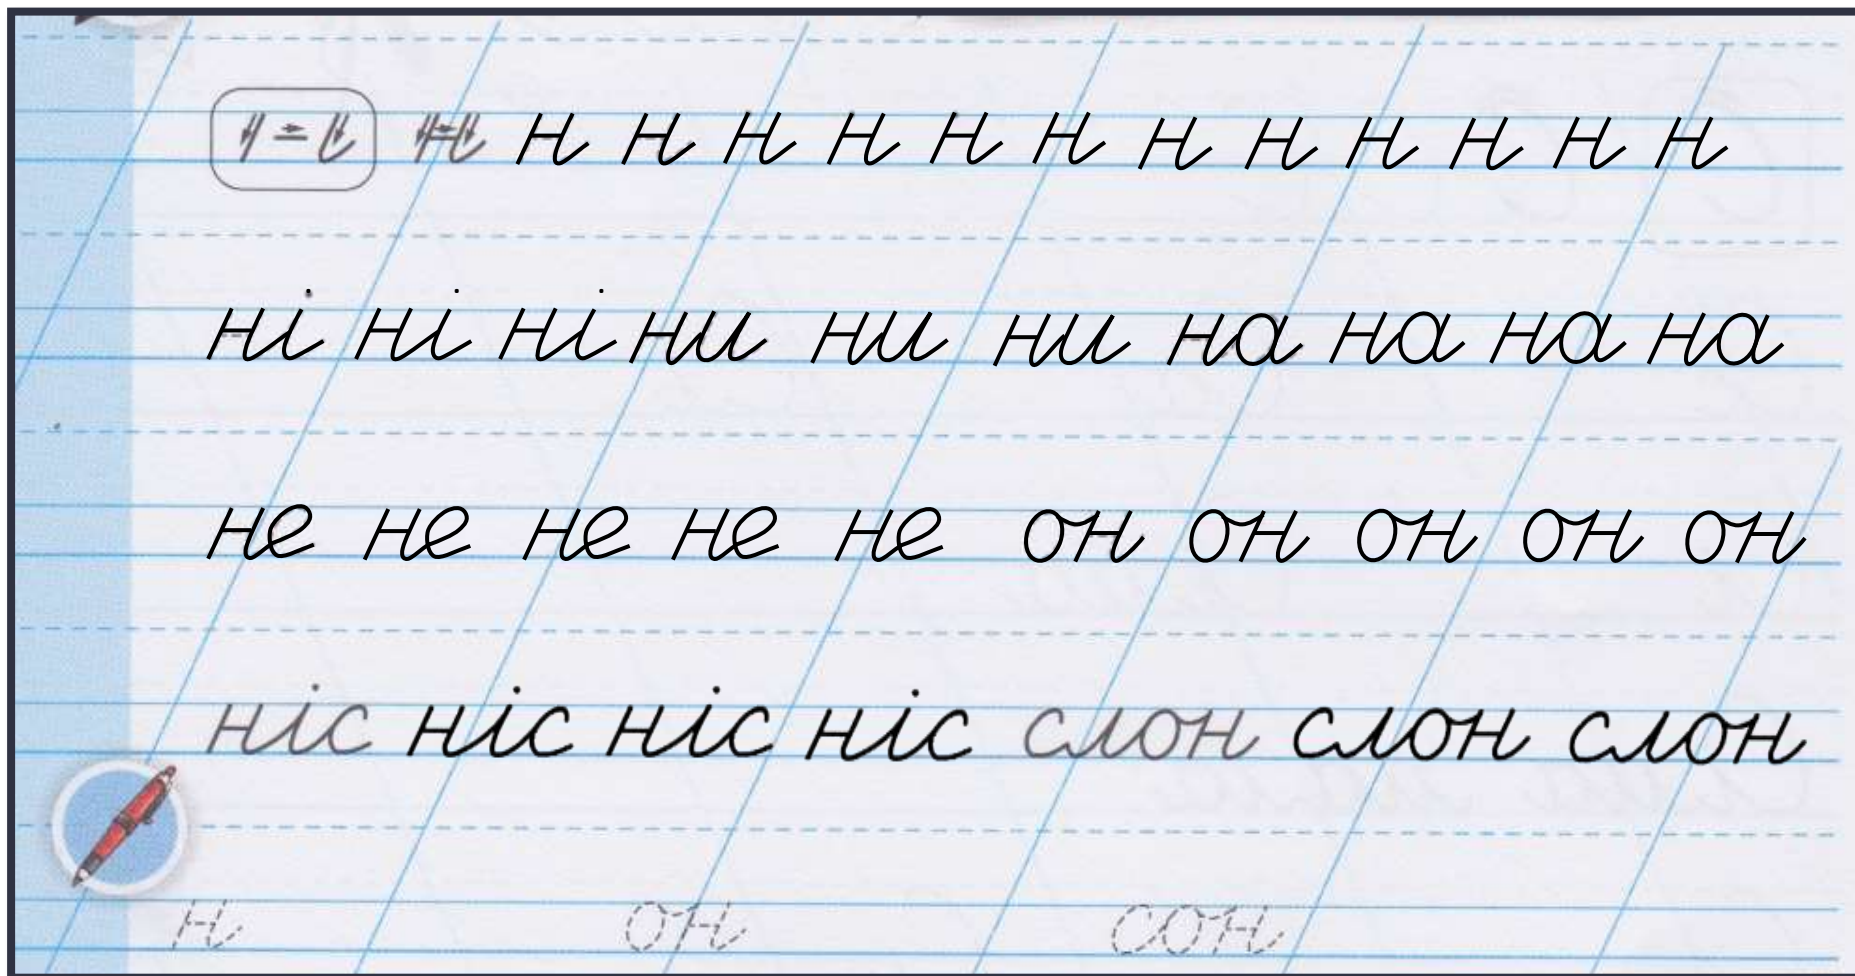 н н н н н н н н н н н н н
ні ні ні ни ни ни на на на на
не не не не не он он он он он
ніс ніс ніс ніс слон слон слон
н он сон